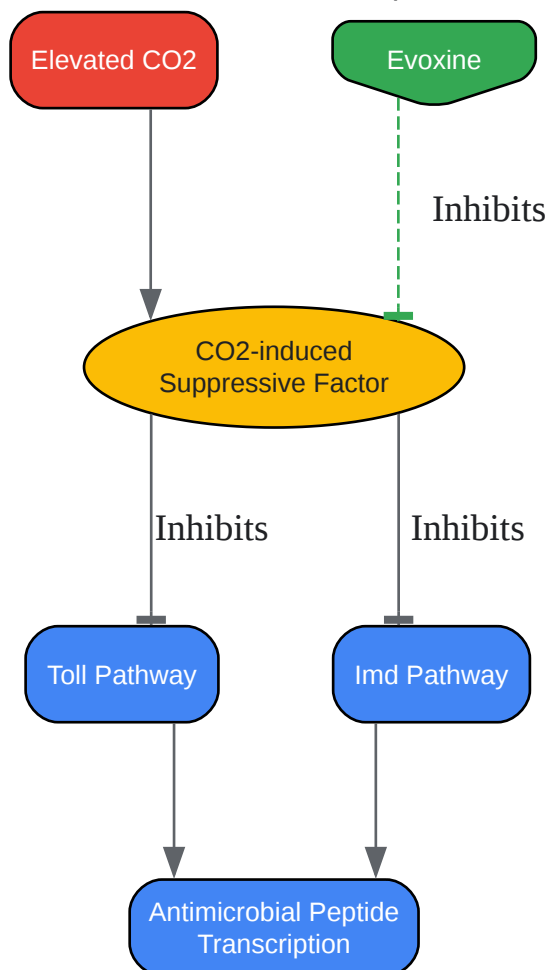 Elevated CO2
Evoxine
Inhibits
CO2-induced
Suppressive Factor
Inhibits
Inhibits
Toll Pathway
Imd Pathway
Antimicrobial Peptide
Transcription